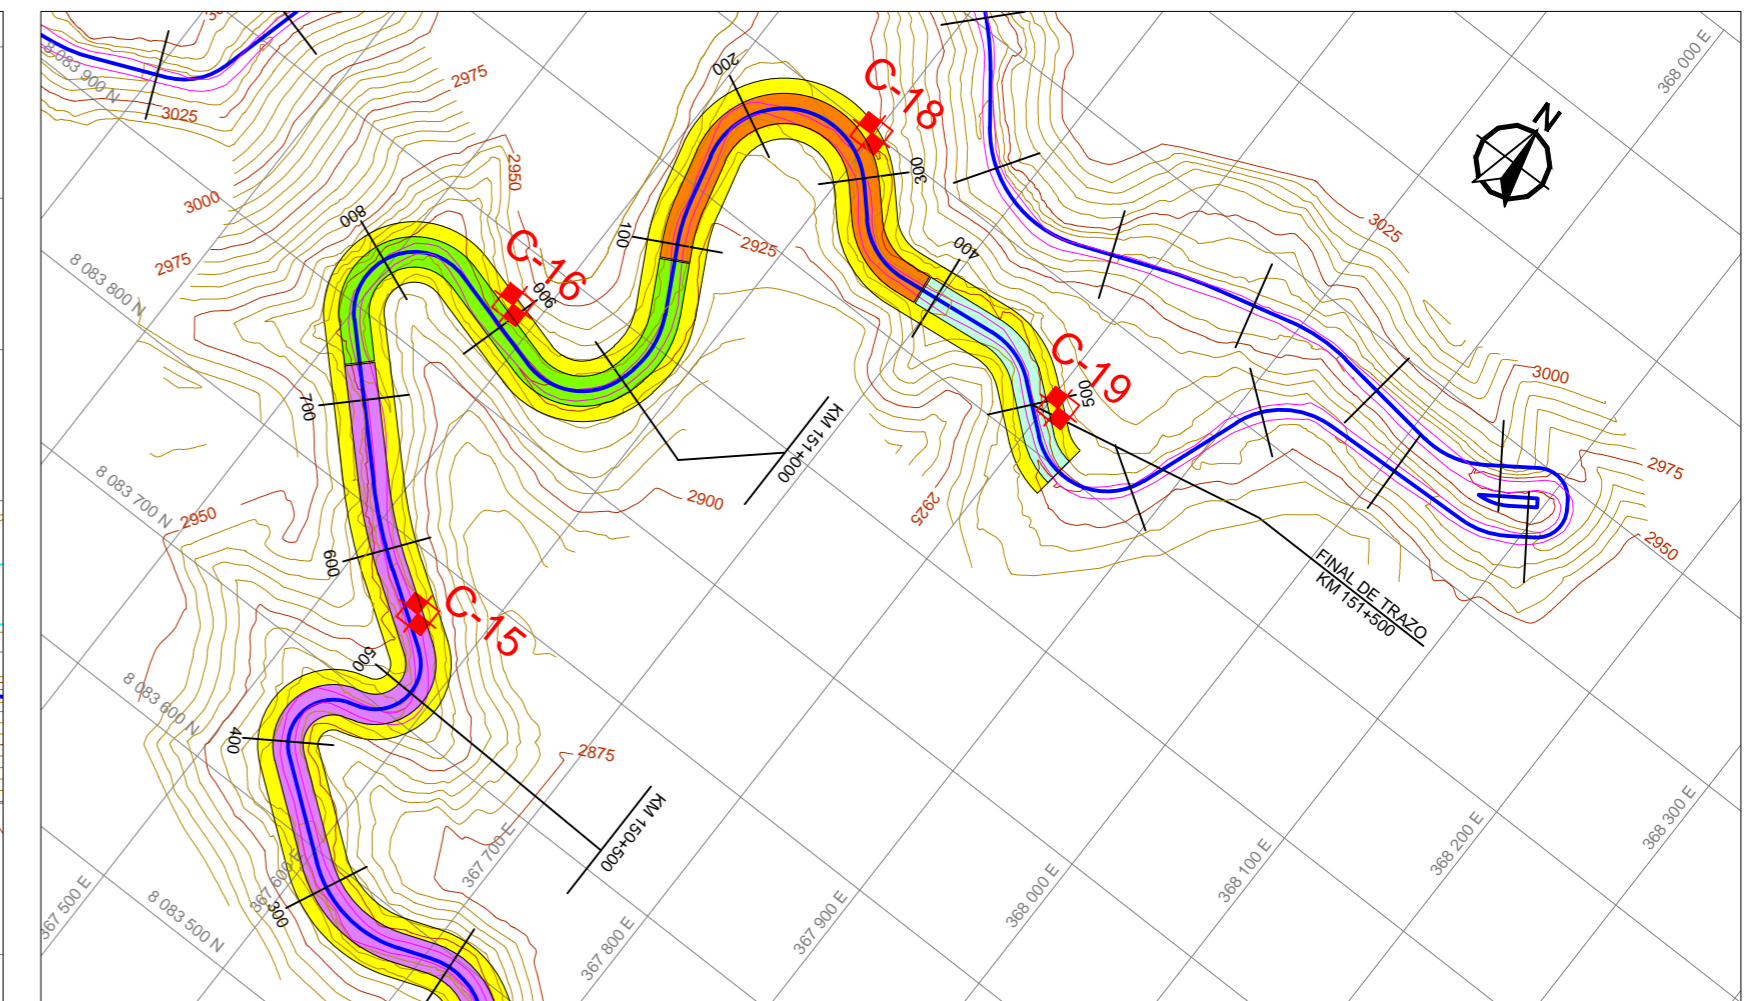 8 083 900 N
3025
2975
200
C-18
368 000 E
N
2950
3000
2975
800
100
2925
300
3025
C-16
900
400
8 083 800 N
C-19
500
3000
700
KM 151+000
2975
8 083 700 N
2950
2900
2925
2950
600
FINAL DE TRAZO
KM 151+500
C-15
500
8 083 600 N
400
2875
KM 150+500
368 300 E
367 700 E
367 600 E
300
367 500 E
8 083 500 N
367 800 E
367 900 E
368 000 E
368 100 E
368 200 E